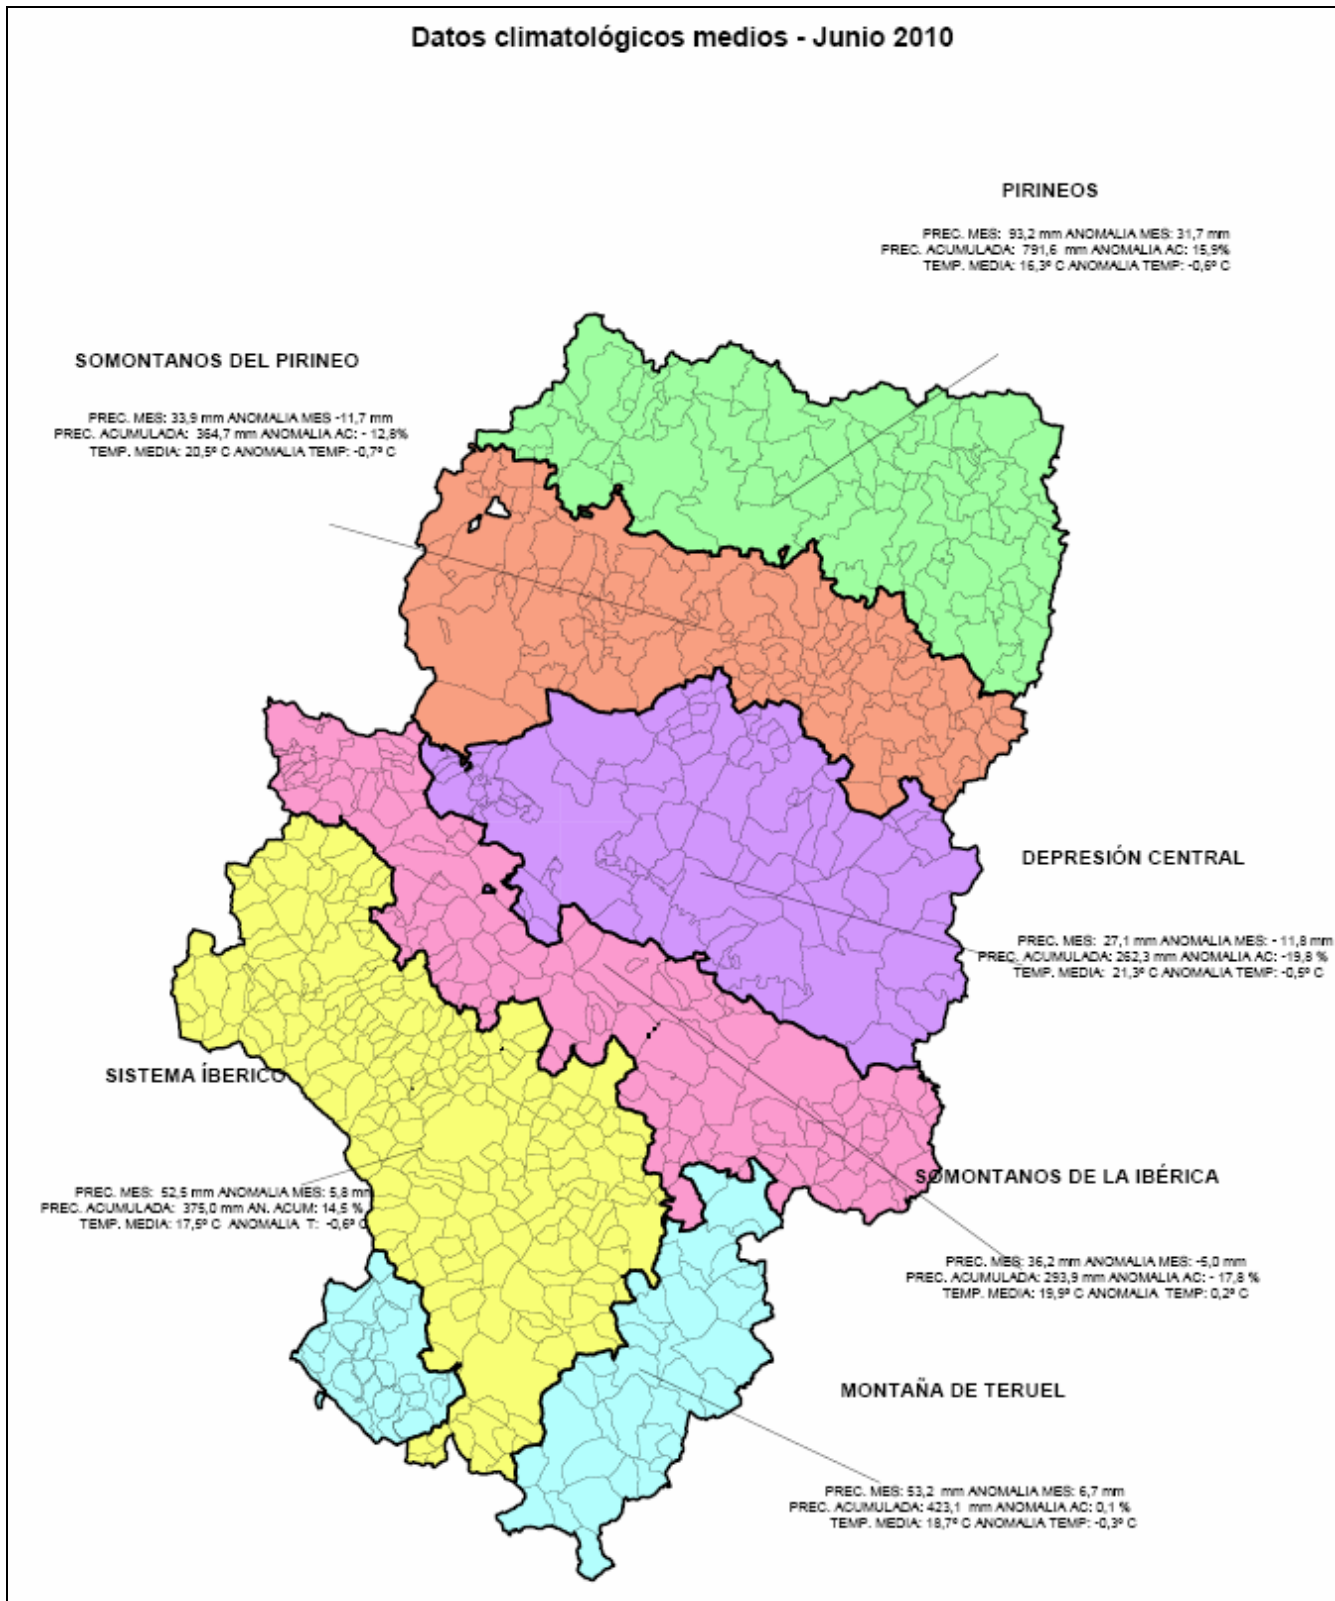 Datos climatológicos medios - Junio 2010
PIRINEOS
PREC. MES: 93,2 mm ANOMALIA MES: 31,7 mm
PREC. ACUMULADA: 791,6 mm ANOMALIA AC: 15,9%
TEMP. MEDIA: 16,3º C ANOMALIA TEMP: -0,6º C
SOMONTANOS DEL PIRINEO
PREC. MES: 33,9 mm ANOMALIA MES -11,7 mm
PREC. ACUMULADA: 364,7 mm ANOMALIA AC: - 12,8%
TEMP. MEDIA: 20,5º C ANOMALIA TEMP: -0,7º C
DEPRESIÓN CENTRAL
PREC. MES: 27,1 mm ANOMALIA MES: - 11,8 mm
PREC. ACUMULADA: 262,3 mm ANOMALIA AC: -19,8 %
TEMP. MEDIA: 21,3º C ANOMALIA TEMP: -0,5º C
SISTEMA ÍBERICO
PREC. MES: 52,5 mm ANOMALIA MES: 5,8 mm
PREC. ACUMULADA: 375,0 mm AN. ACUM: 14,5 %
TEMP. MEDIA: 17,5º C ANOMALIA T: -0,6º C
SOMONTANOS DE LA IBÉRICA
PREC. MES: 36,2 mm ANOMALIA MES: -5,0 mm
PREC. ACUMULADA: 293,9 mm ANOMALIA AC: - 17,8 %
TEMP. MEDIA: 19,9º C ANOMALIA TEMP: 0,2º C
MONTAÑA DE TERUEL
PREC. MES: 53,2 mm ANOMALIA MES: 6,7 mm
PREC. ACUMULADA: 423,1 mm ANOMALIA AC: 0,1 %
TEMP. MEDIA: 18,7º C ANOMALIA TEMP: -0,3º C